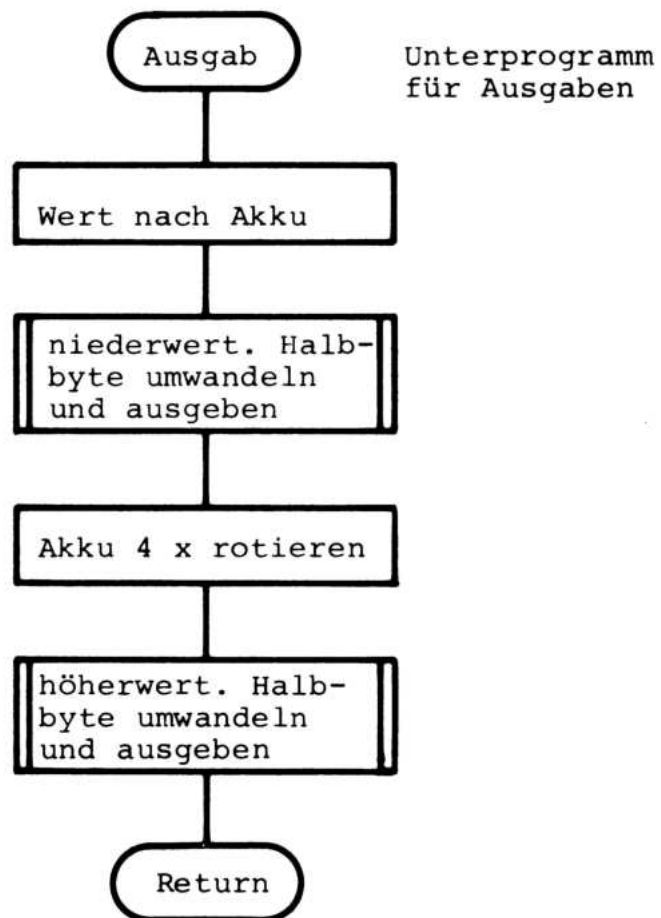 Ausgab
Unterprogramm
für Ausgaben
Wert nach Akku
niederwert. Halb-
byte umwandeln
und ausgeben
Akku 4 x rotieren
höherwert. Halb-
byte umwandeln
und ausgeben
Return